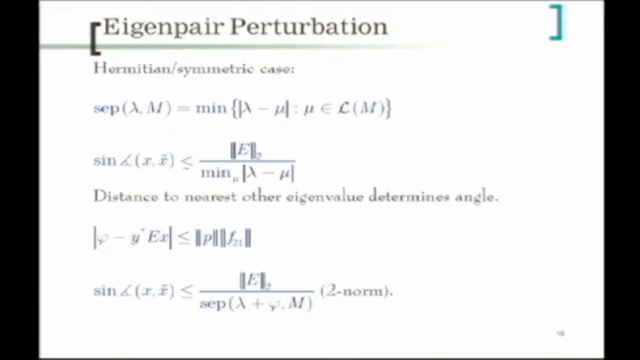 Eigenpair Perturbation
Hermitian/symmetric case:
sep(λ, M) = min {|λ − μ| : μ ∈ 𝓛(M)}
sin ∡(x, x̃) ≤ ‖E‖₂ / min_μ |λ − μ|
Distance to nearest other eigenvalue determines angle.
|φ − y*Ex| ≤ ‖p‖‖f₂₁‖
sin ∡(x, x̃) ≤ ‖E‖₂ / sep(λ + φ, M) (2-norm).